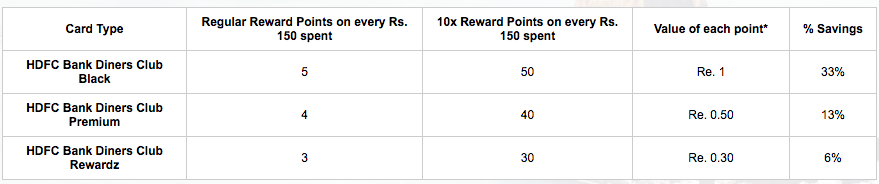 Card Type
Regular Reward Points on every Rs.
150 spent
10x Reward Points on every Rs.
150 spent
Value of each point*
% Savings
HDFC Bank Diners Club
Black
5
50
Re. 1
33%
HDFC Bank Diners Club
Premium
4
40
Re. 0.50
13%
HDFC Bank Diners Club
Rewardz
3
30
Re. 0.30
6%